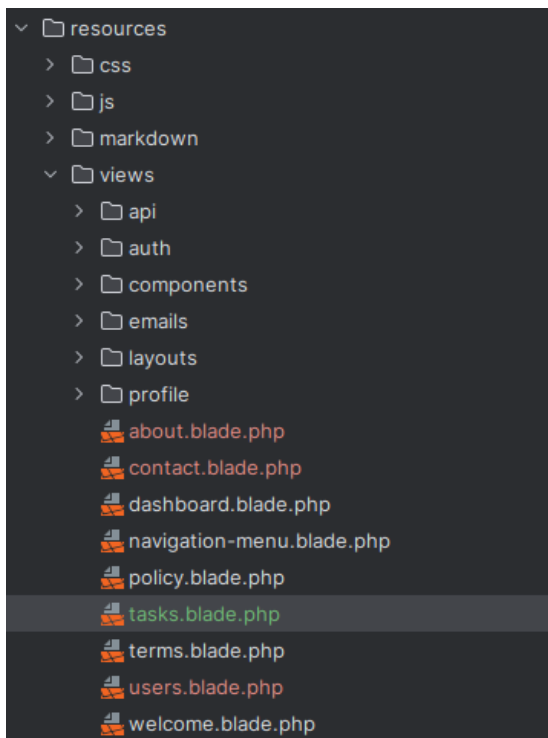 resources
css
js
markdown
views
api
auth
components
emails
layouts
profile
about.blade.php
contact.blade.php
dashboard.blade.php
navigation-menu.blade.php
policy.blade.php
tasks.blade.php
terms.blade.php
users.blade.php
welcome.blade.php